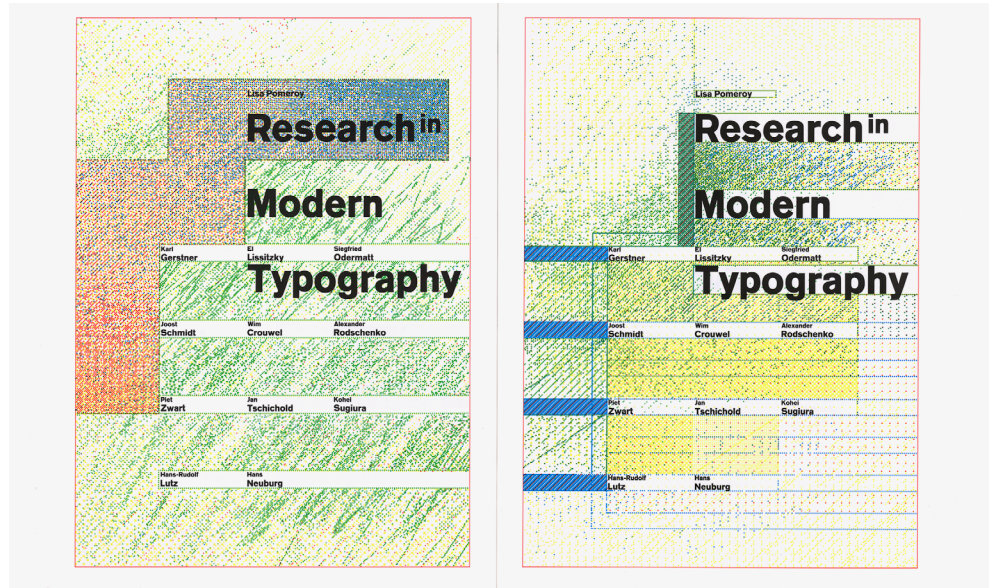 Lisa Pomeroy
Research in
Modern
Karl El Siegfried
Gerstner Lissitzky Odermatt
Typography
Joost Wim Alexander
Schmidt Crouwel Rodschenko
Piet Jan Kohei
Zwart Tschichold Sugiura
Hans-Rudolf Hans
Lutz Neuburg
Lisa Pomeroy
Research in
Modern
Karl El Siegfried
Gerstner Lissitzky Odermatt
Typography
Joost Wim Alexander
Schmidt Crouwel Rodschenko
Piet Jan Kohei
Zwart Tschichold Sugiura
Hans-Rudolf Hans
Lutz Neuburg